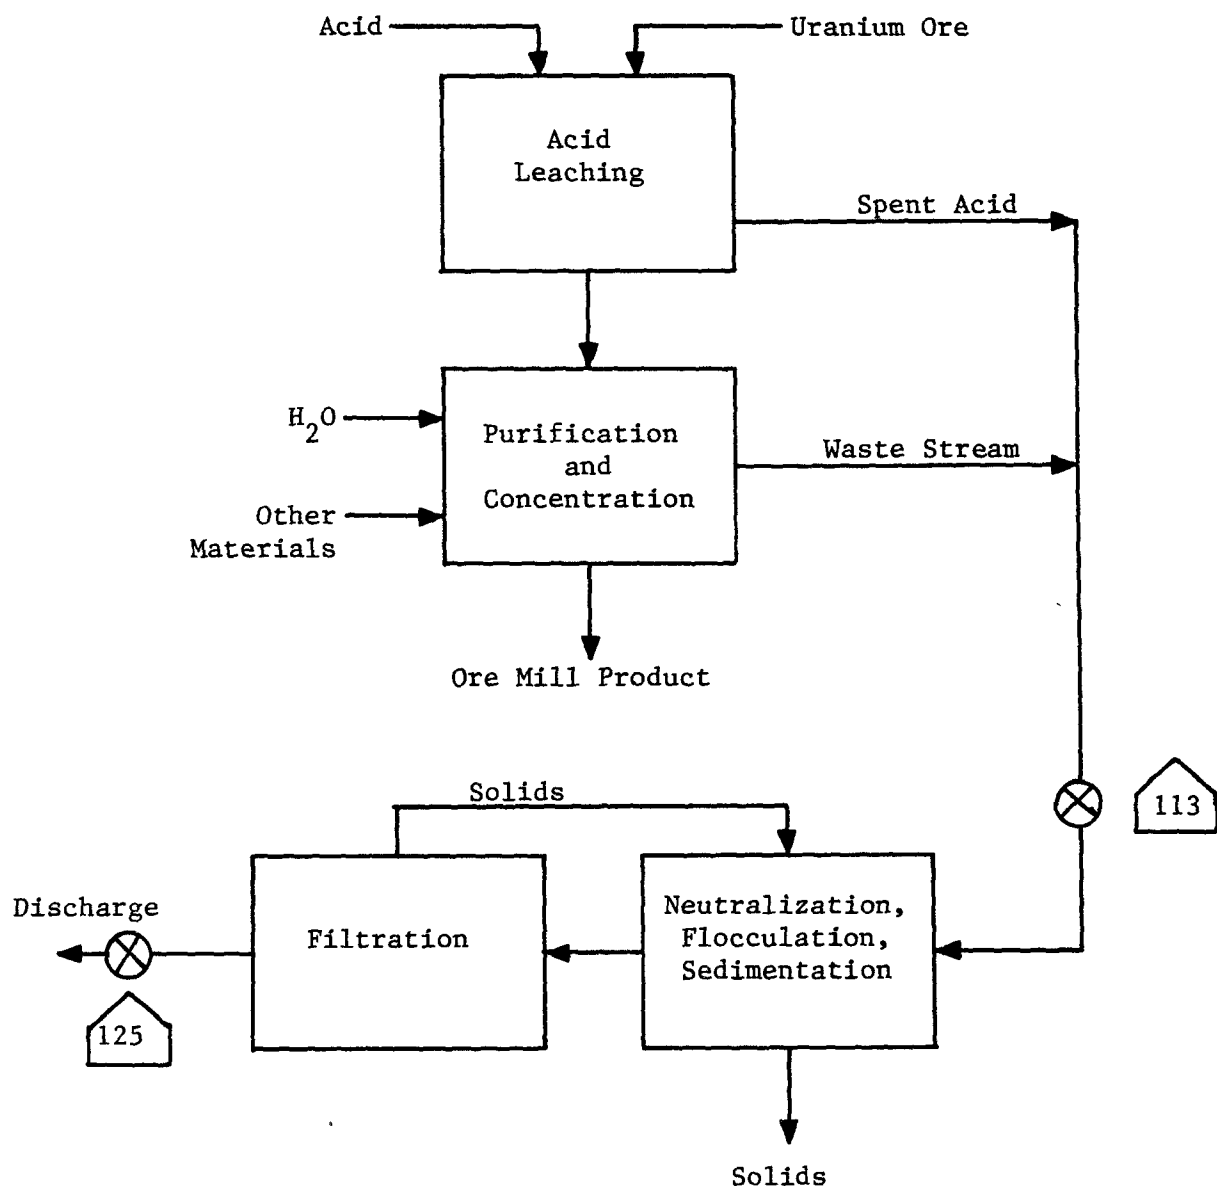 Acid
Uranium Ore
Acid
Leaching
Spent Acid
H₂O
Purification
and
Concentration
Waste Stream
Other
Materials
Ore Mill Product
Solids
113
Discharge
Filtration
Neutralization,
Flocculation,
Sedimentation
125
Solids